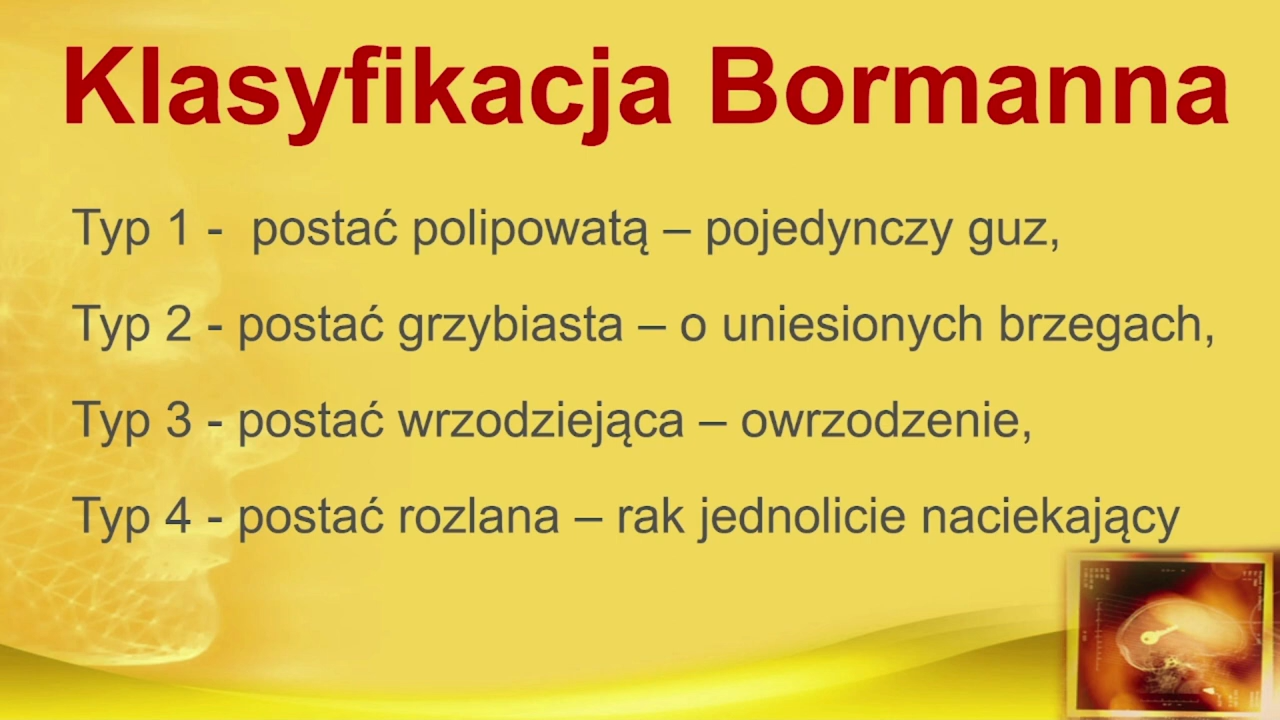 Klasyfikacja Bormanna
Typ 1 - postać polipowatą – pojedynczy guz,
Typ 2 - postać grzybiasta – o uniesionych brzegach,
Typ 3 - postać wrzodziejąca – owrzodzenie,
Typ 4 - postać rozlana – rak jednolicie naciekający